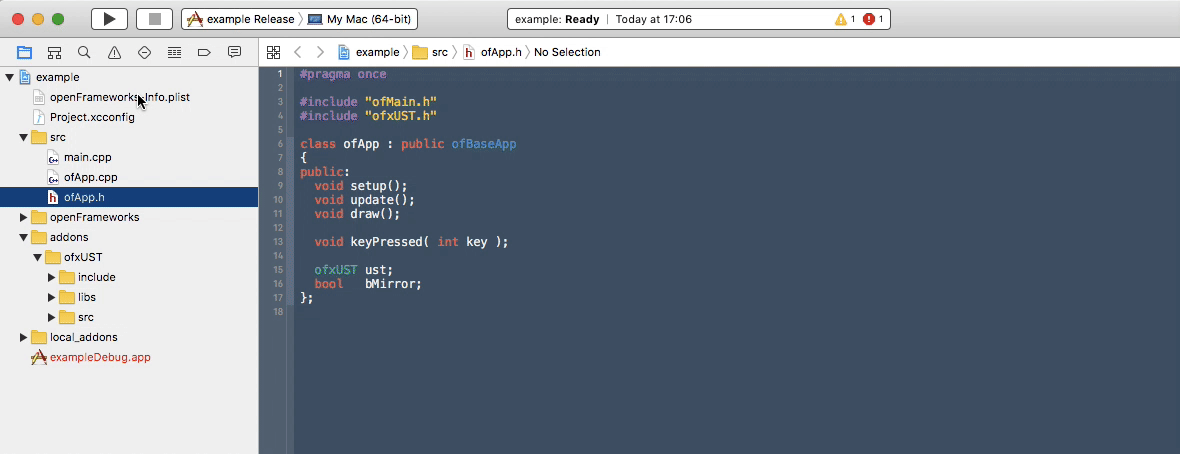 example Release 〉 My Mac (64-bit)
example: Ready | Today at 17:06
1 1
example 〉 src 〉 ofApp.h 〉 No Selection
example
openFrameworks-Info.plist
Project.xcconfig
src
main.cpp
ofApp.cpp
ofApp.h
openFrameworks
addons
ofxUST
include
libs
src
local_addons
exampleDebug.app
1 #pragma once
2
3 #include "ofMain.h"
4 #include "ofxUST.h"
5
6 class ofApp : public ofBaseApp
7 {
8 public:
9 void setup();
10 void update();
11 void draw();
12
13 void keyPressed( int key );
14
15 ofxUST ust;
16 bool bMirror;
17 };
18